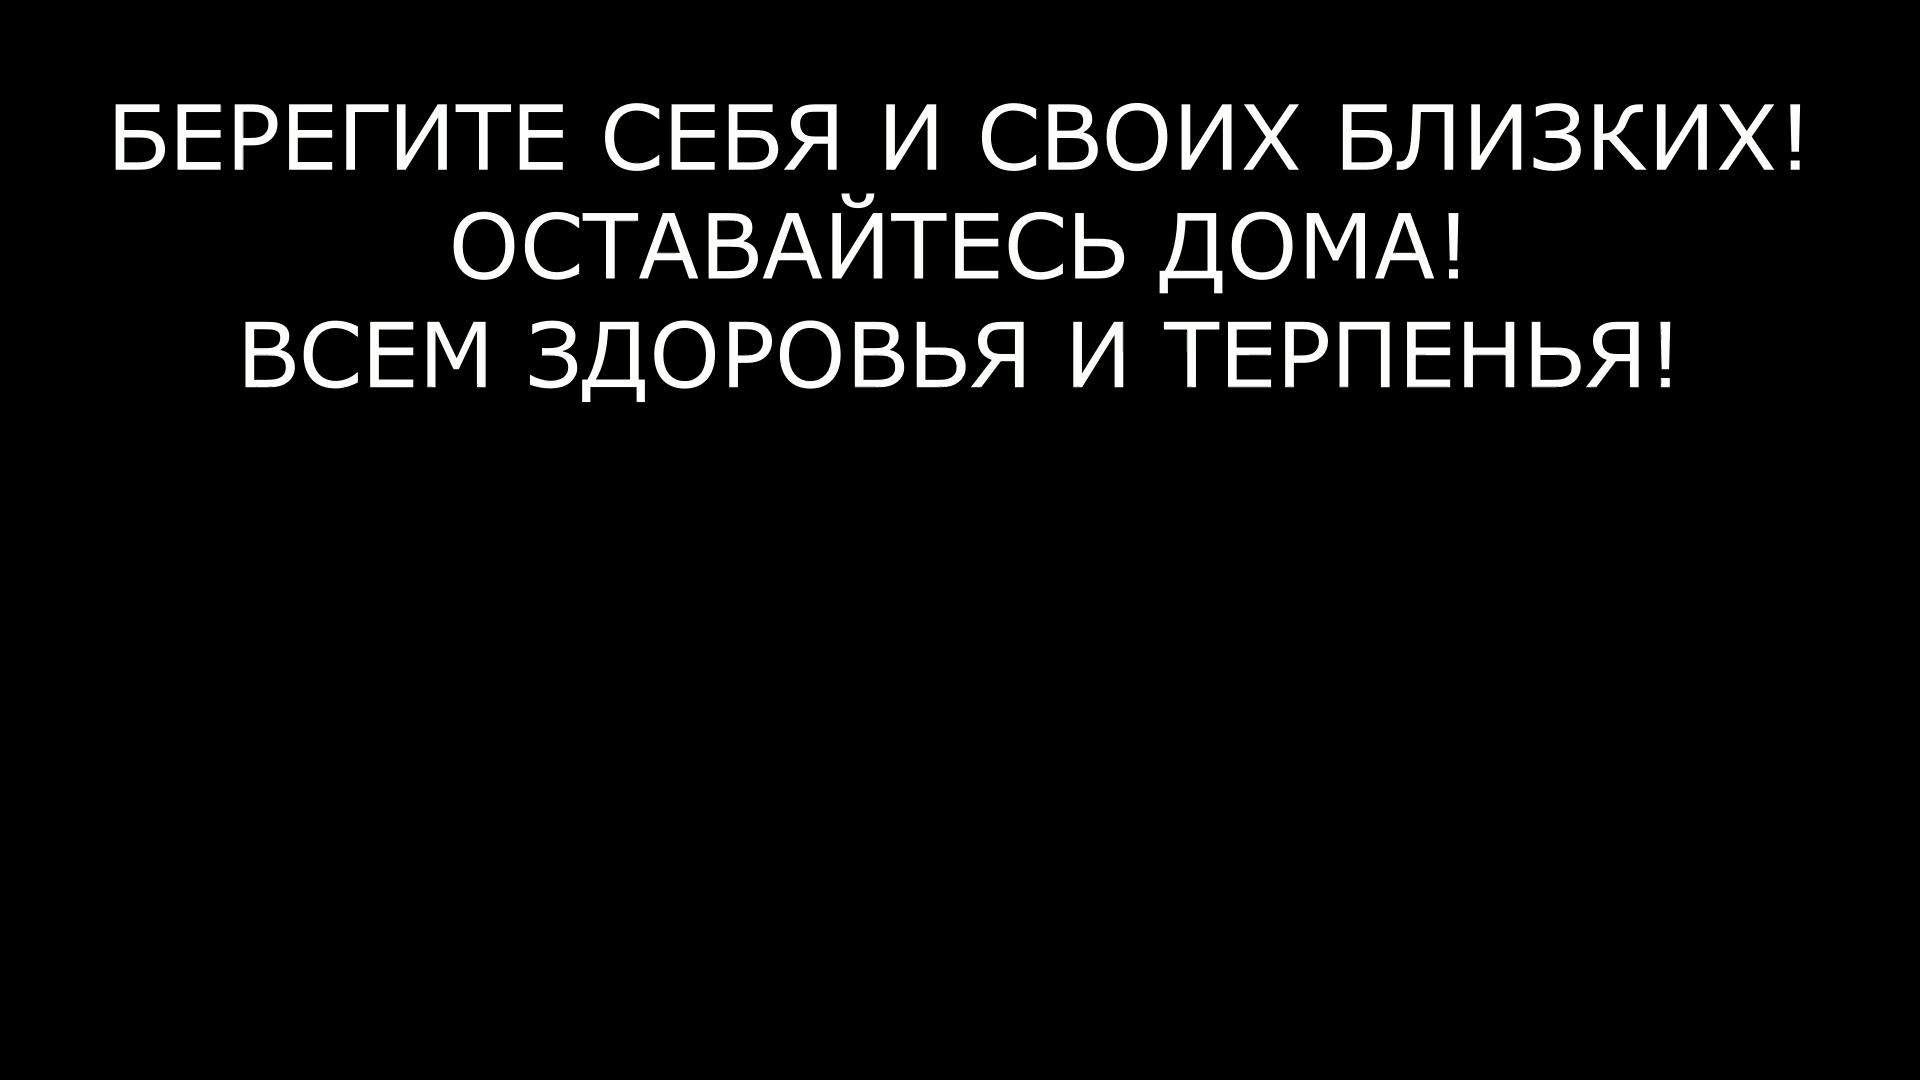 БЕРЕГИТЕ СЕБЯ И СВОИХ БЛИЗКИХ!
ОСТАВАЙТЕСЬ ДОМА!
ВСЕМ ЗДОРОВЬЯ И ТЕРПЕНЬЯ!